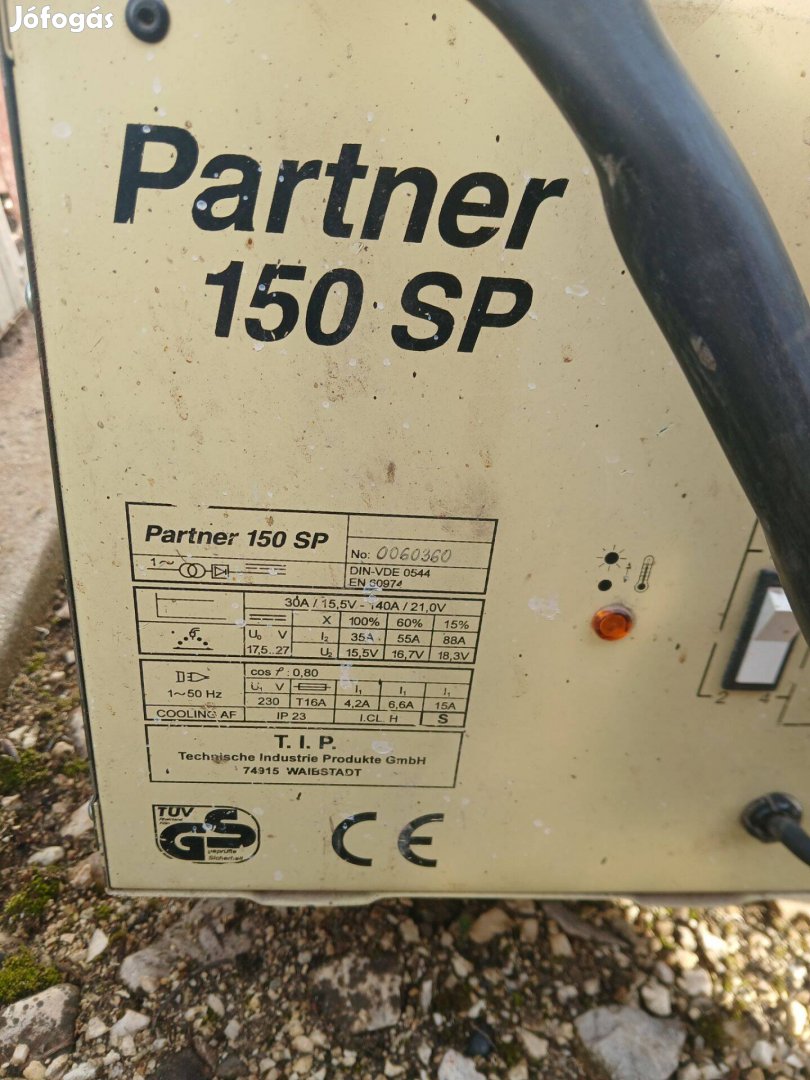 Jófogás
Partner
150 SP
Partner 150 SP
No: 0060360
1~
DIN-VDE 0544
EN 60974
30A / 15,5V - 140A / 21,0V
X 100% 60% 15%
U₀ V I₂ 35A 55A 88A
17,5..27 U₂ 15,5V 16,7V 18,3V
cos φ : 0,80
U₁ V I₁ I₁ I₁
1~50 Hz 230 T16A 4,2A 6,6A 15A
COOLING AF IP 23 I.CL. H S
T. I. P.
Technische Industrie Produkte GmbH
74915 WAIBSTADT
TÜV
Rheinland
GS
geprüfte
Sicherheit
CE
2 4